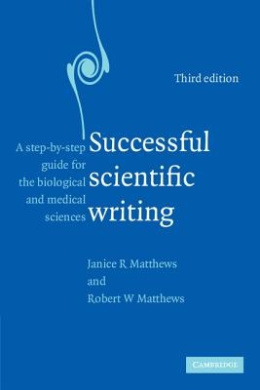 Third edition
A step-by-step
guide for
the biological
and medical
sciences
Successful
scientific
writing
Janice R Matthews
and
Robert W Matthews
CAMBRIDGE